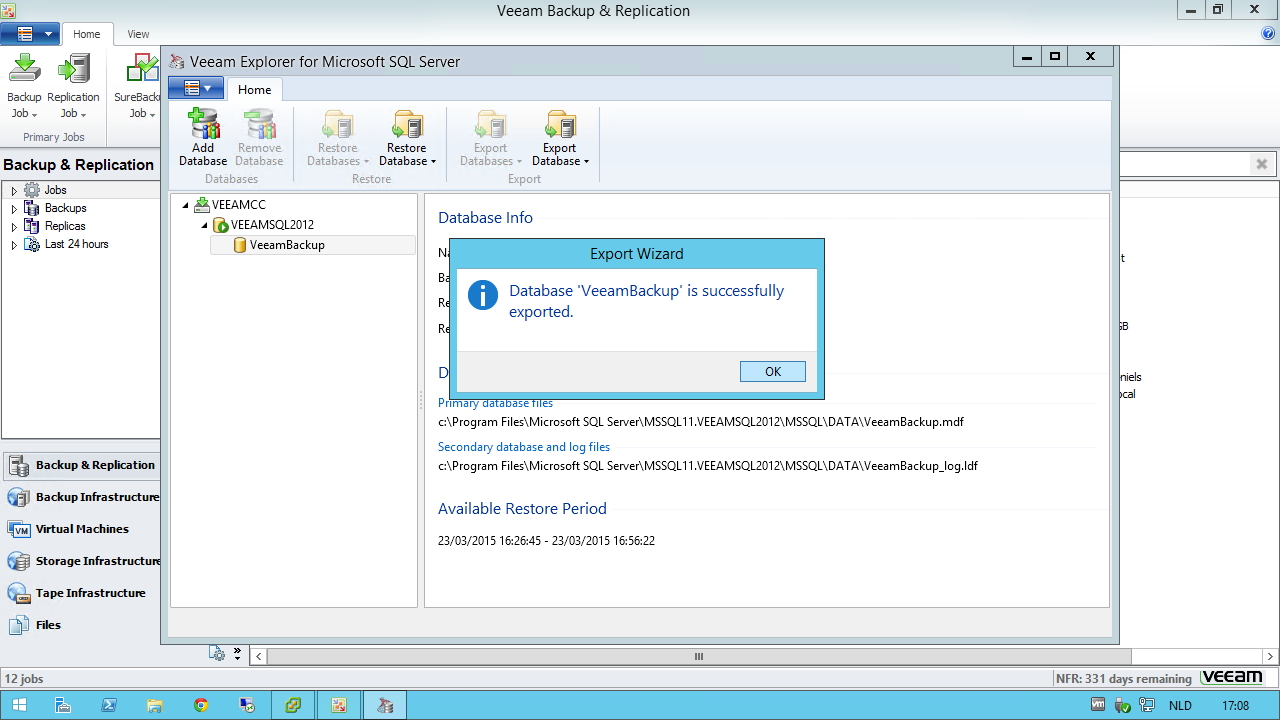 Veeam Backup & Replication
Home
View
Veeam Explorer for Microsoft SQL Server
Home
Backup
Job
Replication
Job
SureBacku
Job
Primary Jobs
Add
Database
Remove
Database
Databases
Restore
Databases
Restore
Database
Restore
Export
Databases
Export
Database
Export
Backup & Replication
Jobs
Backups
Replicas
Last 24 hours
VEEAMCC
VEEAMSQL2012
VeeamBackup
Database Info
Na
Ba
Re
Re
Export Wizard
Database 'VeeamBackup' is successfully
exported.
OK
D
Primary database files
c:\Program Files\Microsoft SQL Server\MSSQL11.VEEAMSQL2012\MSSQL\DATA\VeeamBackup.mdf
Secondary database and log files
c:\Program Files\Microsoft SQL Server\MSSQL11.VEEAMSQL2012\MSSQL\DATA\VeeamBackup_log.ldf
Available Restore Period
23/03/2015 16:26:45 - 23/03/2015 16:56:22
t
GB
eniels
ocal
Backup & Replication
Backup Infrastructure
Virtual Machines
Storage Infrastructure
Tape Infrastructure
Files
12 jobs
NFR: 331 days remaining
veeam
NLD
17:08